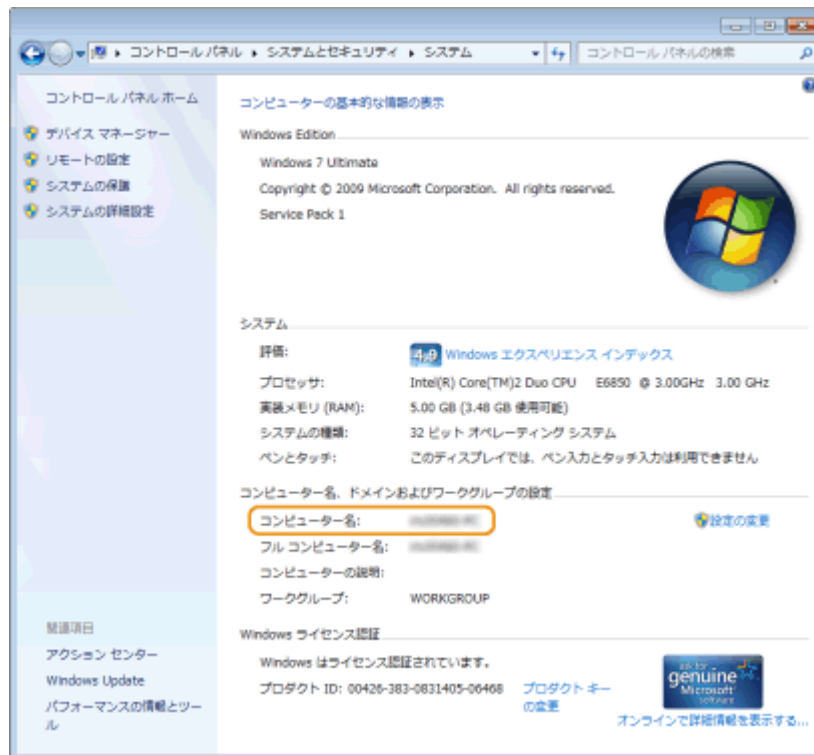 コントロール パネル ▸ システムとセキュリティ ▸ システム
コントロール パネルの検索
コントロール パネル ホーム
デバイス マネージャー
リモートの設定
システムの保護
システムの詳細設定
コンピューターの基本的な情報の表示
Windows Edition
Windows 7 Ultimate
Copyright © 2009 Microsoft Corporation. All rights reserved.
Service Pack 1
システム
評価: 4.9 Windows エクスペリエンス インデックス
プロセッサ: Intel(R) Core(TM)2 Duo CPU E6850 @ 3.00GHz 3.00 GHz
実装メモリ (RAM): 5.00 GB (3.48 GB 使用可能)
システムの種類: 32 ビット オペレーティング システム
ペンとタッチ: このディスプレイでは、ペン入力とタッチ入力は利用できません
コンピューター名、ドメインおよびワークグループの設定
コンピューター名: 設定の変更
フル コンピューター名:
コンピューターの説明:
ワークグループ: WORKGROUP
Windows ライセンス認証
Windows はライセンス認証されています。
プロダクト ID: 00426-383-0831405-06468 プロダクト キー
の変更
ask for
genuine
Microsoft
software
オンラインで詳細情報を表示する...
関連項目
アクション センター
Windows Update
パフォーマンスの情報とツー
ル